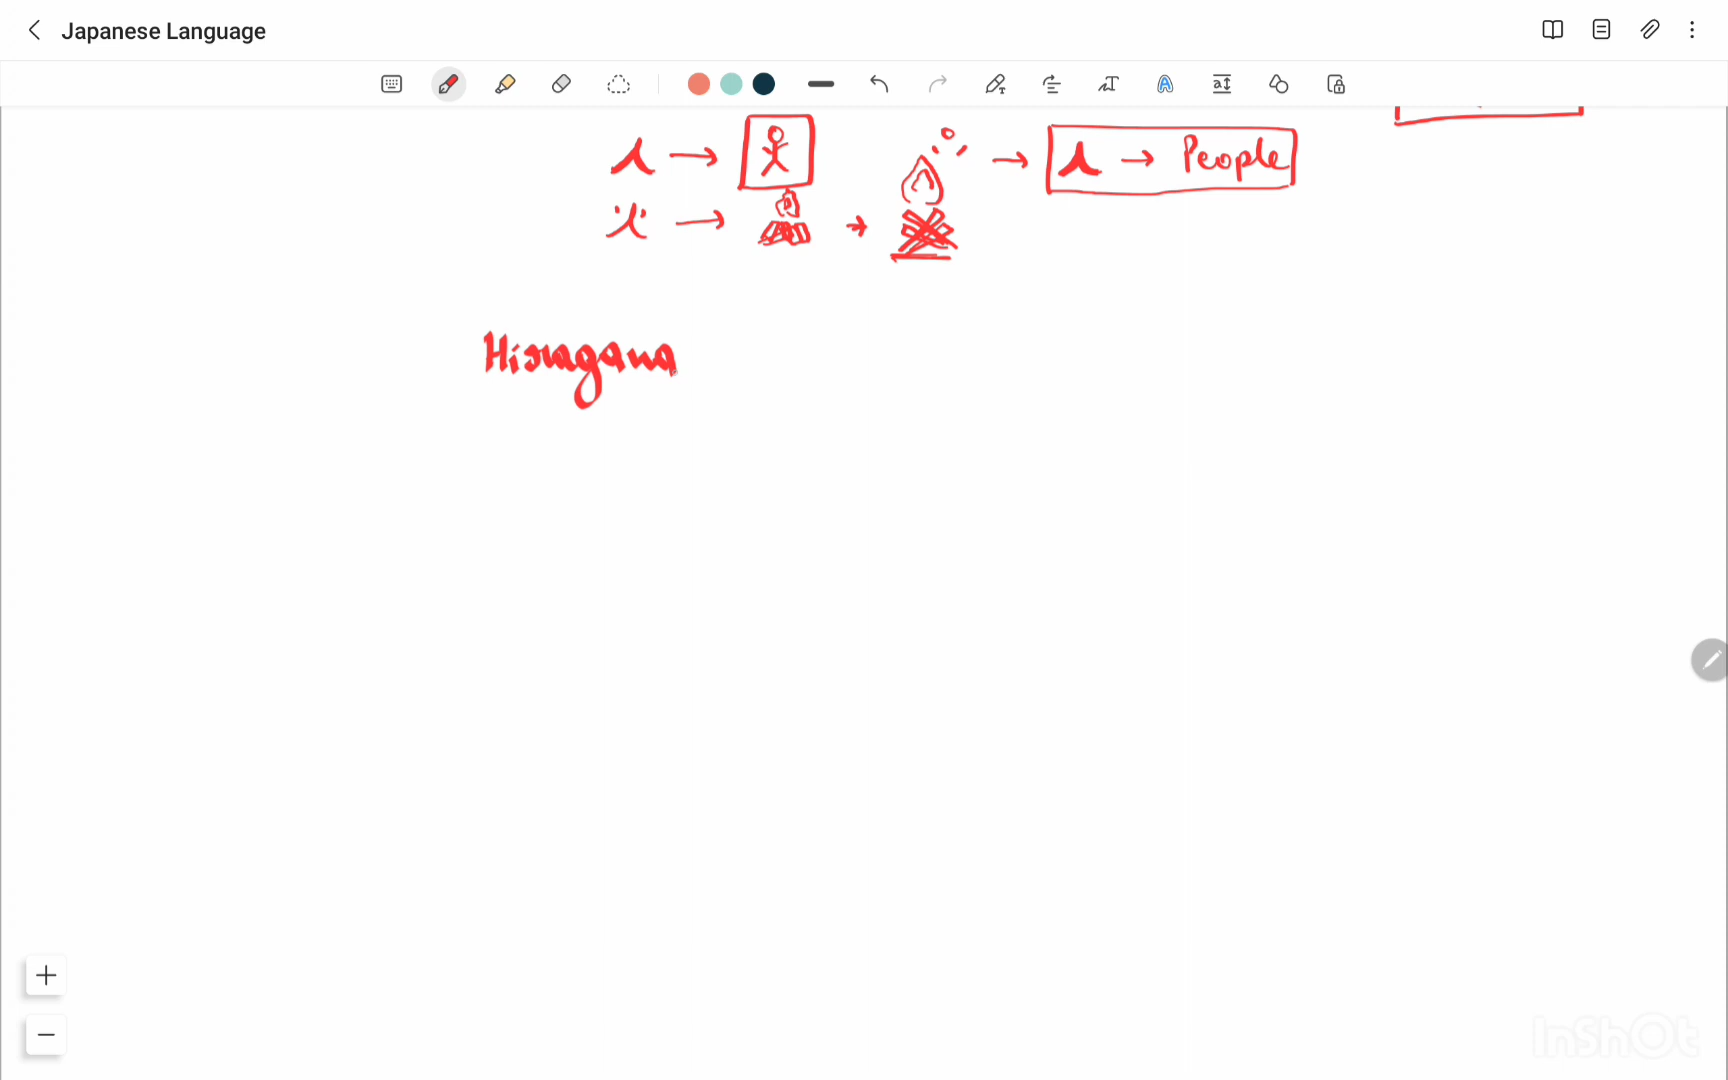 Japanese Language
人 → → 人 → People
火 → →
Hiragana
InShOt